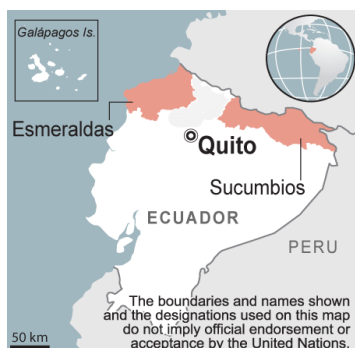 Galápagos Is.
Esmeraldas
Quito
Sucumbios
ECUADOR
PERU
The boundaries and names shown
and the designations used on this map
do not imply official endorsement or
acceptance by the United Nations.
50 km